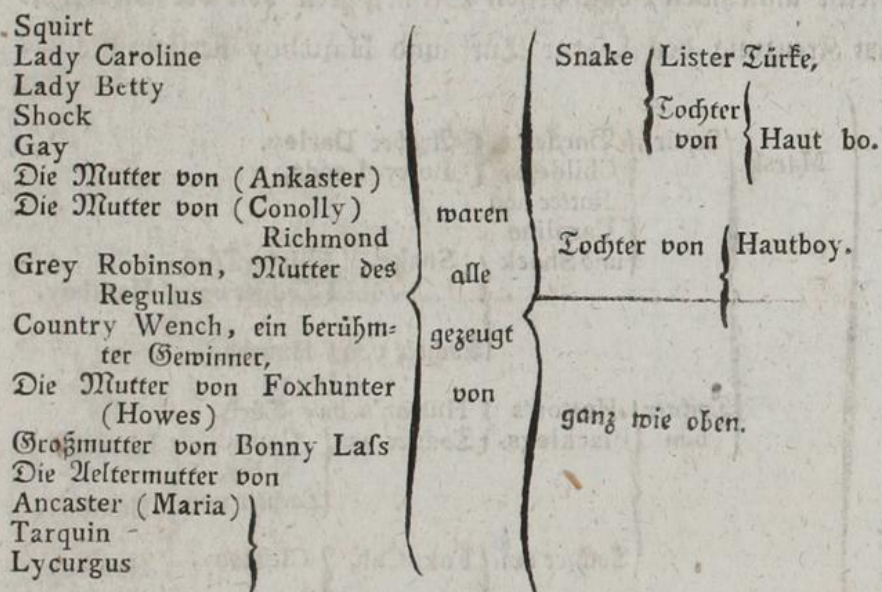 Squirt
Lady Caroline
Lady Betty
Shock
Gay
Die Mutter von (Ankaster)
Die Mutter von (Conolly)
Richmond
Grey Robinson, Mutter des
Regulus
Country Wench, ein berühm-
ter Gewinner,
Die Mutter von Foxhunter
(Howes)
Großmutter von Bonny Lass
Die Aeltermutter von
Ancaster (Maria)
Tarquin
Lycurgus
waren
alle
gezeugt
von
Snake Lister Türke,
Tochter
von Haut bo.
Tochter von Hautboy.
ganz wie oben.